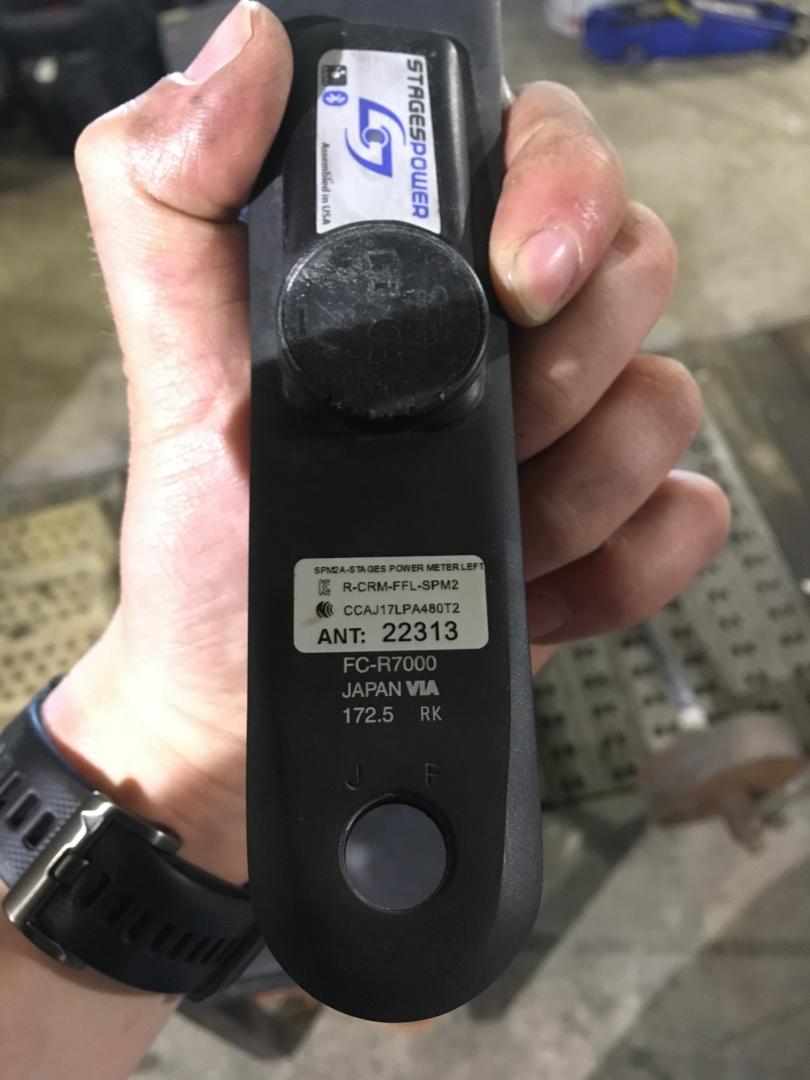 STAGESPOWER
Assembled in USA
SPM2A-STAGES POWER METER LEFT
R-CRM-FFL-SPM2
CCAJ17LPA480T2
ANT: 22313
FC-R7000
JAPAN VIA
172.5 RK
J F